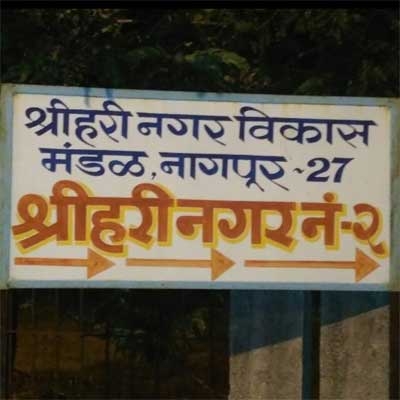 श्रीहरी नगर विकास
मंडळ, नागपूर -27
श्रीहरी नगर नं-२